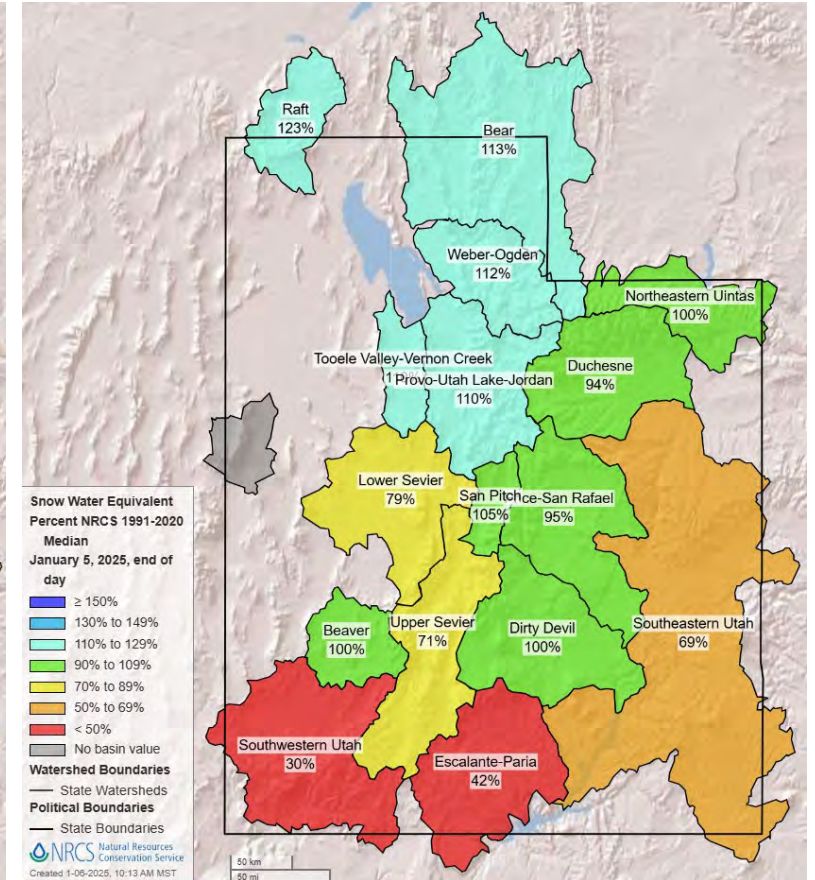 Raft
123%
Bear
113%
Weber-Ogden
112%
Northeastern Uintas
100%
Tooele Valley-Vernon Creek
Provo-Utah Lake-Jordan
110%
Duchesne
94%
Lower Sevier
79%
San Pitch
105%
ce-San Rafael
95%
Upper Sevier
71%
Beaver
100%
Dirty Devil
100%
Southeastern Utah
69%
Southwestern Utah
30%
Escalante-Paria
42%
Snow Water Equivalent
Percent NRCS 1991-2020
Median
January 5, 2025, end of
day
≥ 150%
130% to 149%
110% to 129%
90% to 109%
70% to 89%
50% to 69%
< 50%
No basin value
Watershed Boundaries
State Watersheds
Political Boundaries
State Boundaries
NRCS Natural Resources
Conservation Service
Created 1-06-2025, 10:13 AM MST
50 km
50 mi